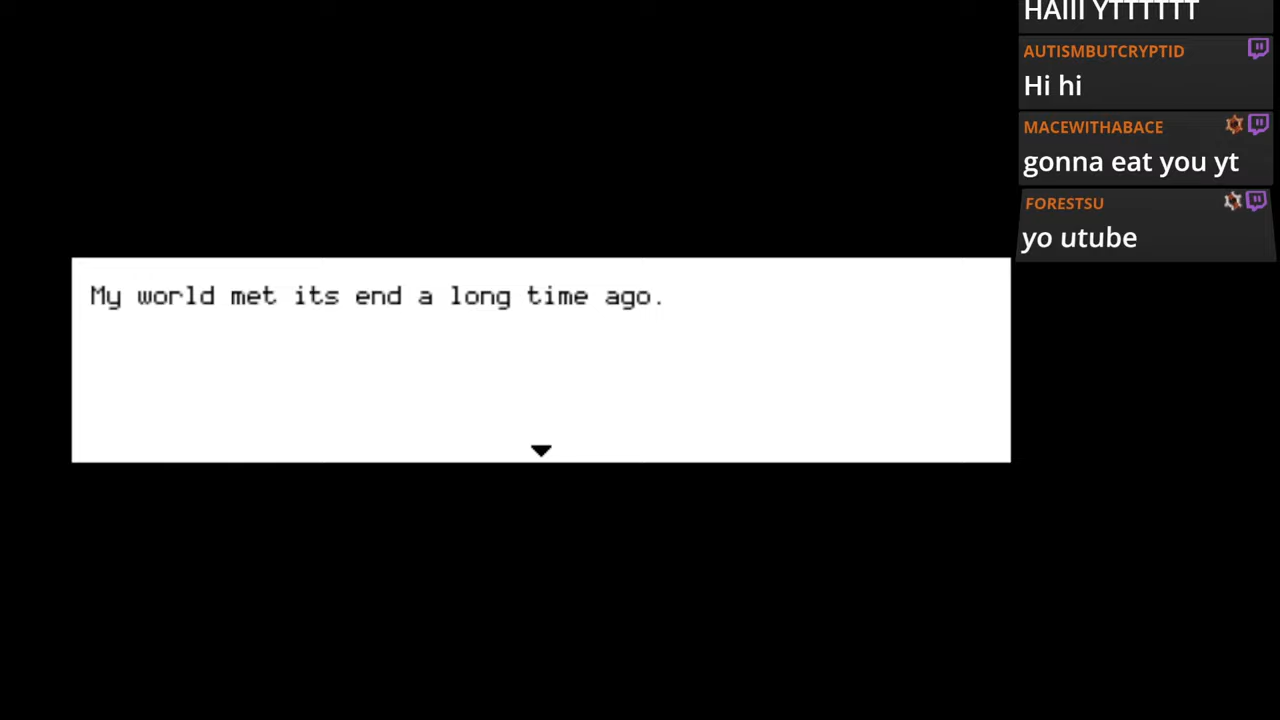 My world met its end a long time ago.
HAIII YTTTTTT
AUTISMBUTCRYPTID
Hi hi
MACEWITHABACE
gonna eat you yt
FORESTSU
yo utube